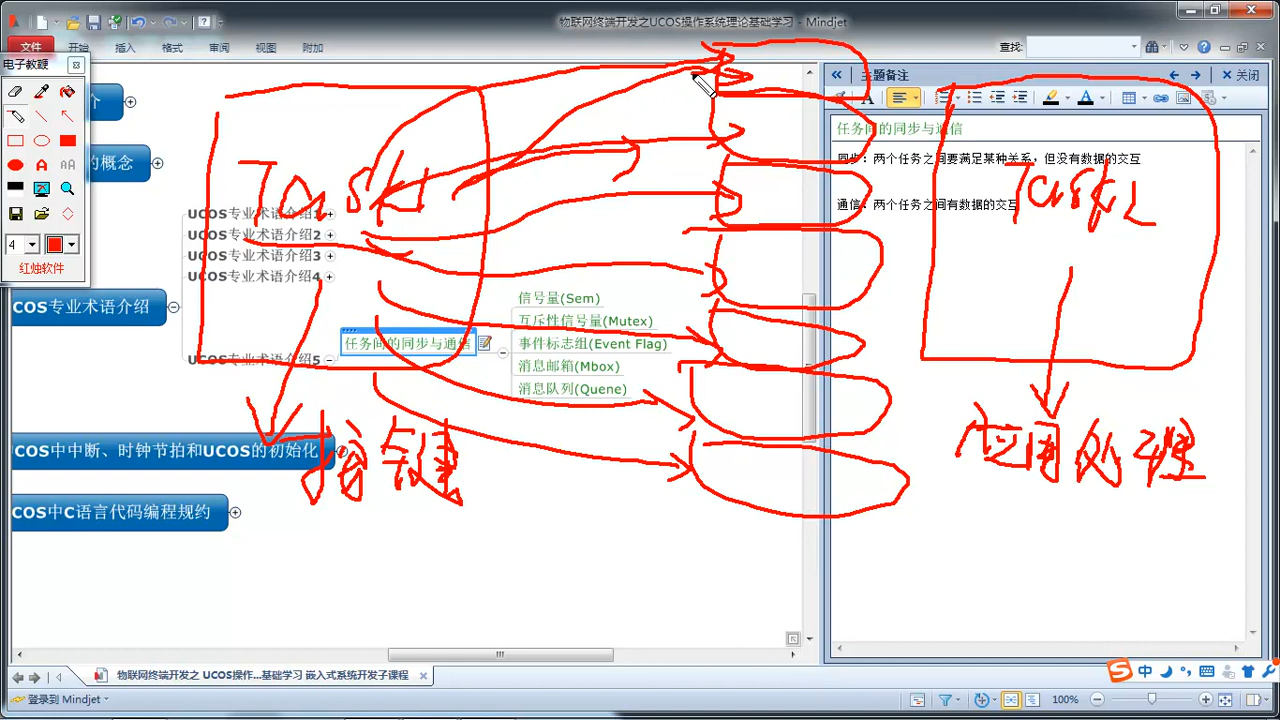 物联网终端开发之UCOS操作系统理论基础学习 - Mindjet
文件 开始 插入 格式 审阅 视图 附加 查找:
电子教鞭
主题备注 关闭
4
红烛软件
任务间的同步与通信
同步：两个任务之间要满足某种关系，但没有数据的交互
通信：两个任务之间有数据的交互
介
的概念
UCOS专业术语介绍
UCOS专业术语介绍2
UCOS专业术语介绍3
UCOS专业术语介绍4
COS专业术语介绍
UCOS专业术语介绍5
任务间的同步与通信
信号量(Sem)
互斥性信号量(Mutex)
事件标志组(Event Flag)
消息邮箱(Mbox)
消息队列(Quene)
COS中中断、时钟节拍和UCOS的初始化
COS中C语言代码编程规约
Task1
Task2
按键
应用处理
物联网终端开发之 UCOS操作...基础学习 嵌入式系统开发子课程
中
登录到 Mindjet
100%